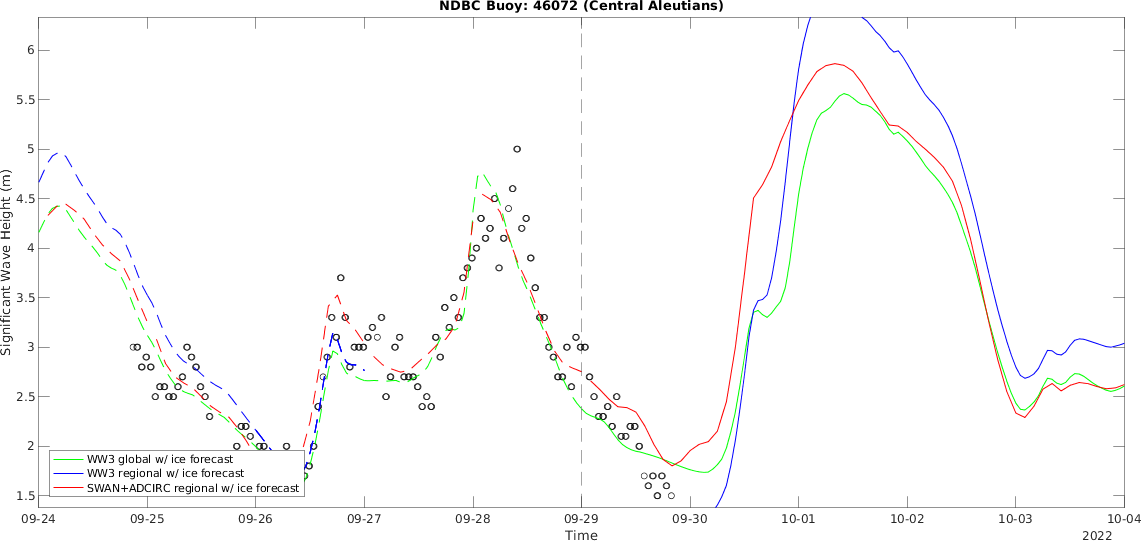 NDBC Buoy: 46072 (Central Aleutians)
Significant Wave Height (m)
6
5.5
5
4.5
4
3.5
3
2.5
2
1.5
WW3 global w/ ice forecast
WW3 regional w/ ice forecast
SWAN+ADCIRC regional w/ ice forecast
09-24 09-25 09-26 09-27 09-28 09-29 09-30 10-01 10-02 10-03 10-04
Time
2022